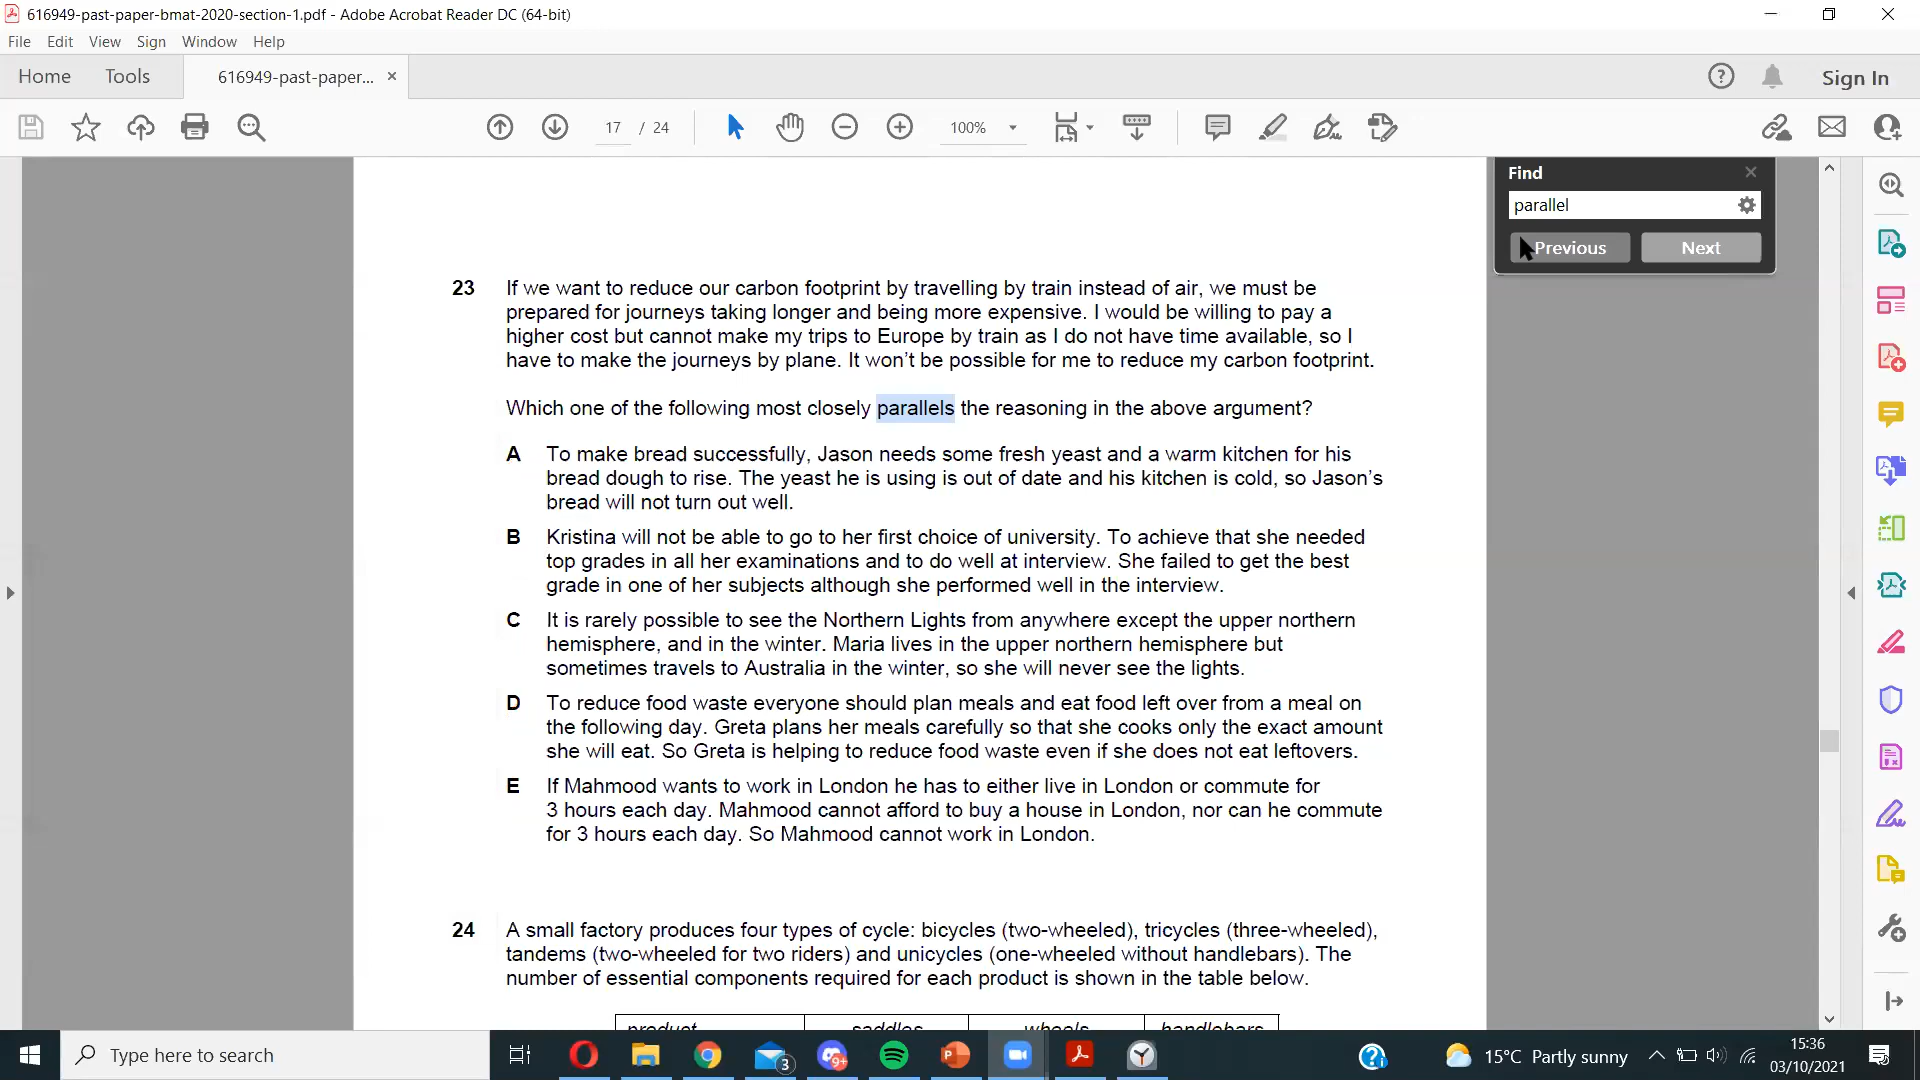 616949-past-paper-bmat-2020-section-1.pdf - Adobe Acrobat Reader DC (64-bit)
File Edit View Sign Window Help
Home Tools 616949-past-paper... × Sign In
17 / 24 100%
Find
parallel
Previous Next
23 If we want to reduce our carbon footprint by travelling by train instead of air, we must be
prepared for journeys taking longer and being more expensive. I would be willing to pay a
higher cost but cannot make my trips to Europe by train as I do not have time available, so I
have to make the journeys by plane. It won't be possible for me to reduce my carbon footprint.
Which one of the following most closely parallels the reasoning in the above argument?
A To make bread successfully, Jason needs some fresh yeast and a warm kitchen for his
bread dough to rise. The yeast he is using is out of date and his kitchen is cold, so Jason's
bread will not turn out well.
B Kristina will not be able to go to her first choice of university. To achieve that she needed
top grades in all her examinations and to do well at interview. She failed to get the best
grade in one of her subjects although she performed well in the interview.
C It is rarely possible to see the Northern Lights from anywhere except the upper northern
hemisphere, and in the winter. Maria lives in the upper northern hemisphere but
sometimes travels to Australia in the winter, so she will never see the lights.
D To reduce food waste everyone should plan meals and eat food left over from a meal on
the following day. Greta plans her meals carefully so that she cooks only the exact amount
she will eat. So Greta is helping to reduce food waste even if she does not eat leftovers.
E If Mahmood wants to work in London he has to either live in London or commute for
3 hours each day. Mahmood cannot afford to buy a house in London, nor can he commute
for 3 hours each day. So Mahmood cannot work in London.
24 A small factory produces four types of cycle: bicycles (two-wheeled), tricycles (three-wheeled),
tandems (two-wheeled for two riders) and unicycles (one-wheeled without handlebars). The
number of essential components required for each product is shown in the table below.
product saddles wheels handlebars
Type here to search
3 9+
15°C Partly sunny
15:36
03/10/2021